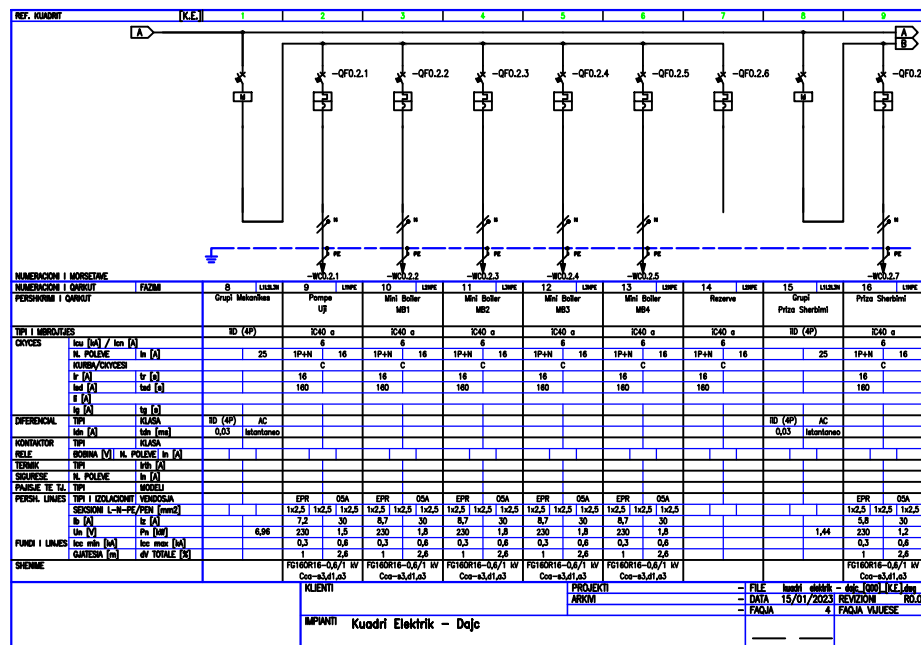 REF. KUADRIT [K.E.] 1 2 3 4 5 6 7 8 9
A A
B
-QF0.2.1 -QF0.2.2 -QF0.2.3 -QF0.2.4 -QF0.2.5 -QF0.2.6 -QF0.2
M M
N N N N N N
PE PE PE PE PE PE
NUMERACIONI I MORSETAVE -WC0.2.1 -WC0.2.2 -WC0.2.3 -WC0.2.4 -WC0.2.5 -WC0.2.7
NUMERACIONI I QARKUT FAZIMI 8 L1L2L3N 9 L1NPE 10 L2NPE 11 L3NPE 12 13 14 15 16
PERSHKRIMI I QARKUT Grupi Mekanikes Pompe Mini Boiler Mini Boiler Mini Boiler Mini Boiler Rezerve Grupi Priza Sherbimi
Uji MB1 MB2 MB3 MB4 Priza Sherbimi
TIPI I MBROJTJES IID (4P) iC40 a iC40 a iC40 a iC40 a iC40 a iC40 a IID (4P) iC40 a
CKYCES Icu [kA] / Icn [A] 6 6 6 6 6 6 6
N. POLEVE In [A] 25 1P+N 16 1P+N 16 1P+N 16 1P+N 16 1P+N 16 1P+N 16 25 1P+N 16
KURBA/CKYCESI C C C C C C C
Ir [A] tr [s] 16 16 16 16 16 16 16
Isd [A] tsd [s] 160 160 160 160 160 160 160
Ii [A]
Ig [A] tg [s]
DIFERENCIAL TIPI KLASA IID (4P) AC IID (4P) AC
Idn [A] tdn [ms] 0,03 Istantaneo 0,03 Istantaneo
KONTAKTOR TIPI KLASA
RELE BOBINA [V] N. POLEVE In [A]
TERMIK TIPI Irth [A]
SIGURESE N. POLEVE In [A]
PAJISJE TE TJ. TIPI MODELI
PERSH. LINJES TIPI I IZOLACIONIT VENDOSJA EPR 05A EPR 05A EPR 05A EPR 05A EPR 05A EPR 05A
SEKSIONI L-N-PE/PEN [mm2] 1x2,5 1x2,5 1x2,5 1x2,5 1x2,5 1x2,5 1x2,5 1x2,5 1x2,5 1x2,5 1x2,5 1x2,5 1x2,5 1x2,5 1x2,5 1x2,5 1x2,5 1x2,5
Ib [A] Iz [A] 7,2 30 8,7 30 8,7 30 8,7 30 8,7 30 5,8 30
Un [V] Pn [kW] 6,96 230 1,5 230 1,8 230 1,8 230 1,8 230 1,8 1,44 230 1,2
FUNDI I LINJES Icc min [kA] Icc max [kA] 0,3 0,6 0,3 0,6 0,3 0,6 0,3 0,6 0,3 0,6 0,3 0,6
GJATESIA [m] dV TOTALE [%] 1 2,6 1 2,6 1 2,6 1 2,6 1 2,6 1 2,6
SHENIME FG16OR16-0,6/1 kV FG16OR16-0,6/1 kV FG16OR16-0,6/1 kV FG16OR16-0,6/1 kV FG16OR16-0,6/1 kV FG16OR16-0,6/1 kV
Cca-s3,d1,a3 Cca-s3,d1,a3 Cca-s3,d1,a3 Cca-s3,d1,a3 Cca-s3,d1,a3 Cca-s3,d1,a3
KLIENTI PROJEKTI - FILE kuadri elektrik - dajc_[Q00]_[K.E.].dwg
ARKIVI - DATA 15/01/2023 REVIZIONI R0.0
- FAQJA 4 FAQJA VIJUESE
IMPIANTI Kuadri Elektrik - Dajc